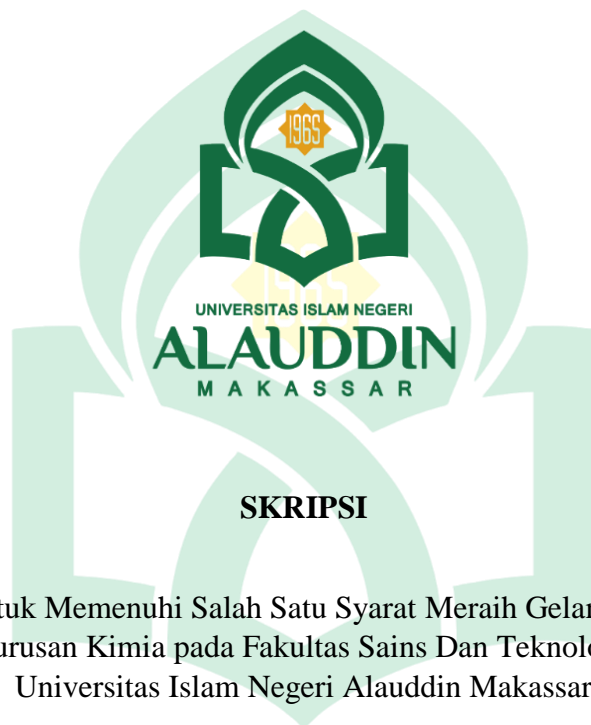 1965
UNIVERSITAS ISLAM NEGERI
ALAUDDIN
MAKASSAR
SKRIPSI
tuk Memenuhi Salah Satu Syarat Meraih Gelar
urusan Kimia pada Fakultas Sains Dan Teknolo
Universitas Islam Negeri Alauddin Makassar